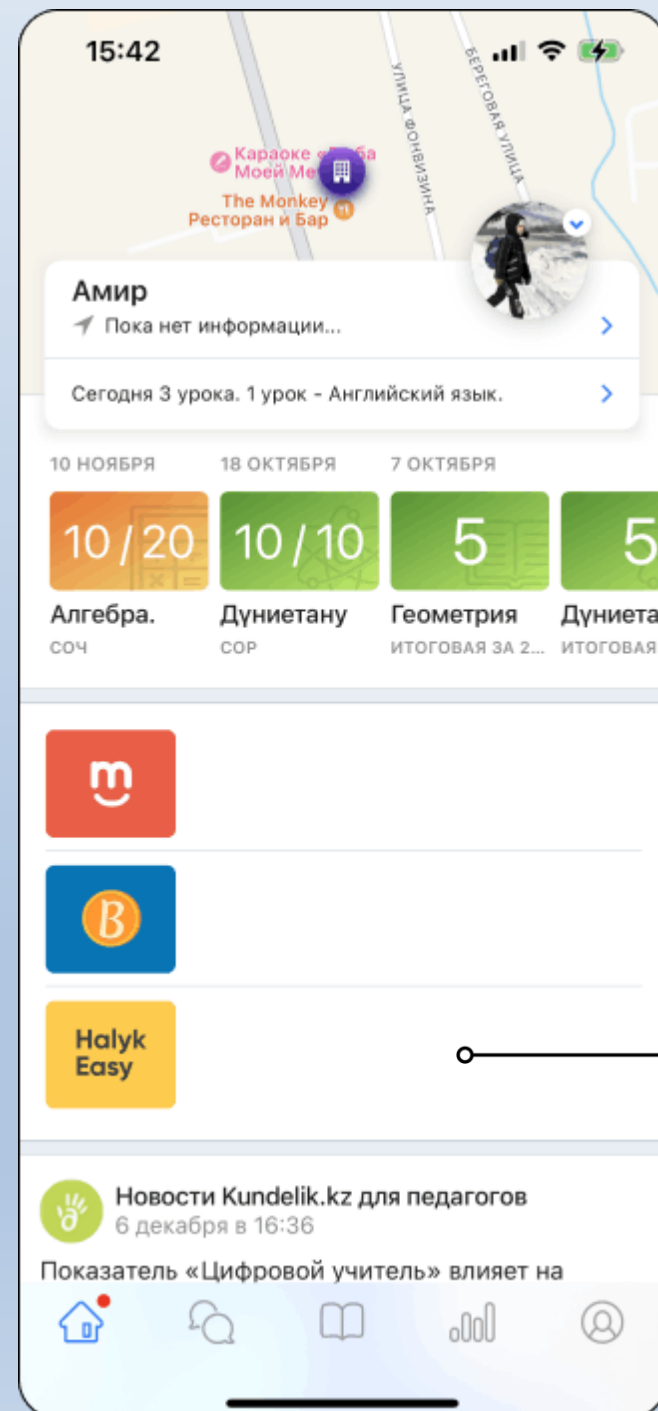 15:42
УЛИЦА ФОНВИЗИНА
БЕРЕГОВАЯ УЛИЦА
Караоке
Моей
The Monkey
Ресторан и Бар
Амир
Пока нет информации...
Сегодня 3 урока. 1 урок - Английский язык.
10 НОЯБРЯ 18 ОКТЯБРЯ 7 ОКТЯБРЯ
10/20 10/10 5 5
Алгебра. Дүниетану Геометрия Дүниета
СОЧ СОР ИТОГОВАЯ ЗА 2... ИТОГОВАЯ
m
B
Halyk
Easy
Новости Kundelik.kz для педагогов
6 декабря в 16:36
Показатель «Цифровой учитель» влияет на